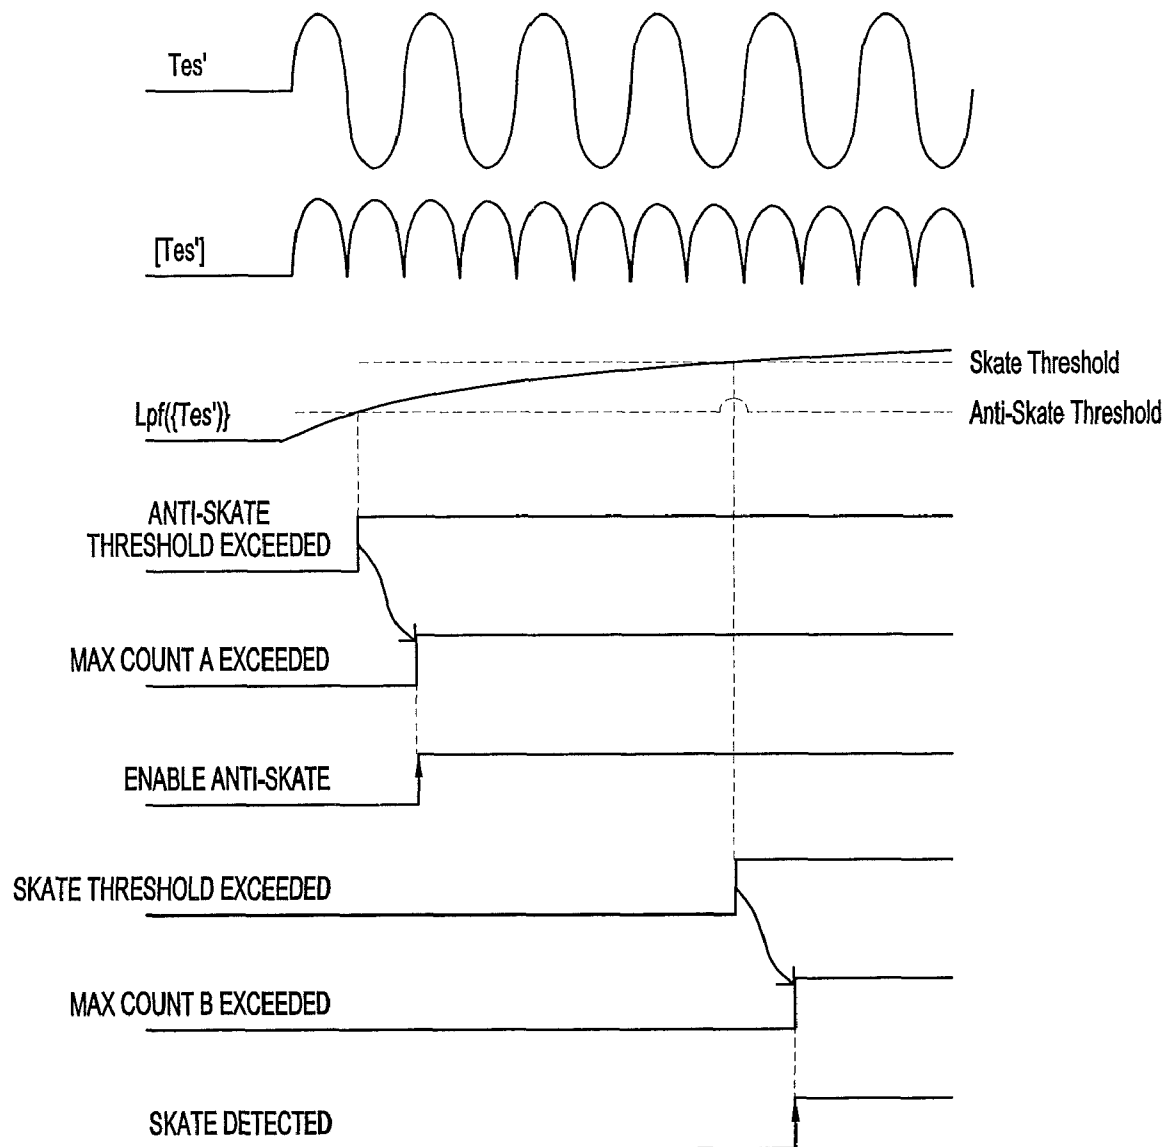 Tes'
[Tes']
Skate Threshold
Lpf({Tes')}
Anti-Skate Threshold
ANTI-SKATE
THRESHOLD EXCEEDED
MAX COUNT A EXCEEDED
ENABLE ANTI-SKATE
SKATE THRESHOLD EXCEEDED
MAX COUNT B EXCEEDED
SKATE DETECTED